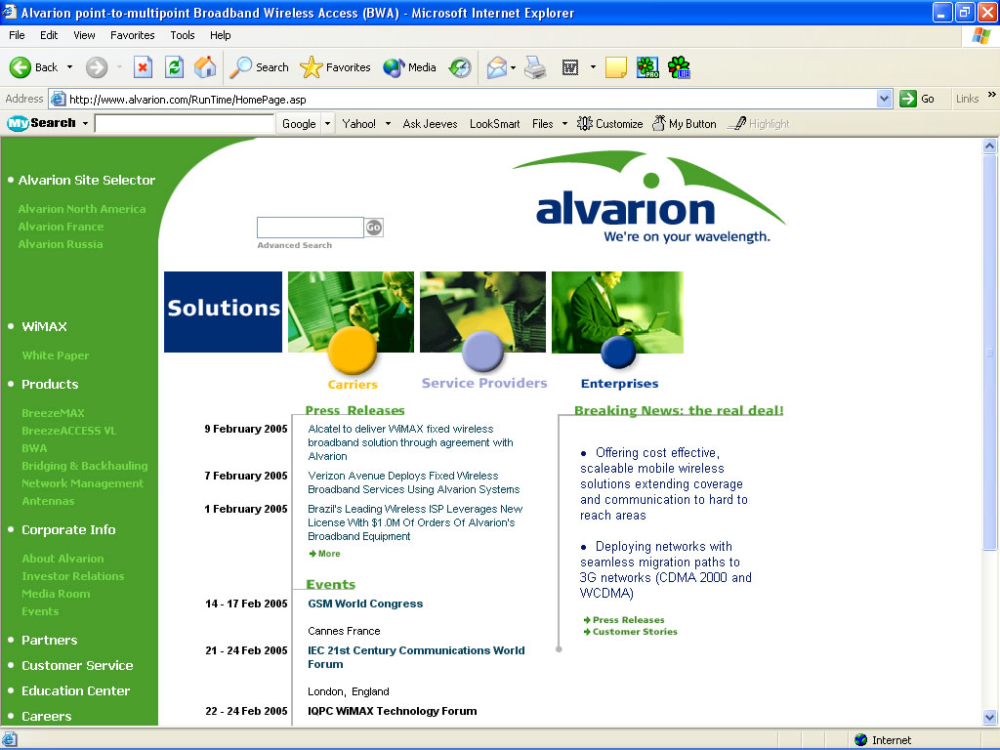 Alvarion point-to-multipoint Broadband Wireless Access (BWA) - Microsoft Internet Explorer
File Edit View Favorites Tools Help
Back Search Favorites Media
Address http://www.alvarion.com/RunTime/HomePage.asp Go Links »
My Search Google Yahoo! Ask Jeeves LookSmart Files Customize My Button Highlight
• Alvarion Site Selector
Alvarion North America
Alvarion France
Alvarion Russia
• WiMAX
White Paper
• Products
BreezeMAX
BreezeACCESS VL
BWA
Bridging & Backhauling
Network Management
Antennas
• Corporate Info
About Alvarion
Investor Relations
Media Room
Events
• Partners
• Customer Service
• Education Center
• Careers
Go
Advanced Search
alvarion
We're on your wavelength.
Solutions
Carriers
Service Providers
Enterprises
Press Releases
9 February 2005 Alcatel to deliver WiMAX fixed wireless
broadband solution through agreement with
Alvarion
7 February 2005 Verizon Avenue Deploys Fixed Wireless
Broadband Services Using Alvarion Systems
1 February 2005 Brazil's Leading Wireless ISP Leverages New
License With $1.0M Of Orders Of Alvarion's
Broadband Equipment
More
Events
14 - 17 Feb 2005 GSM World Congress
Cannes France
21 - 24 Feb 2005 IEC 21st Century Communications World
Forum
London, England
22 - 24 Feb 2005 IQPC WiMAX Technology Forum
Breaking News: the real deal!
• Offering cost effective,
scaleable mobile wireless
solutions extending coverage
and communication to hard to
reach areas
• Deploying networks with
seamless migration paths to
3G networks (CDMA 2000 and
WCDMA)
Press Releases
Customer Stories
Internet